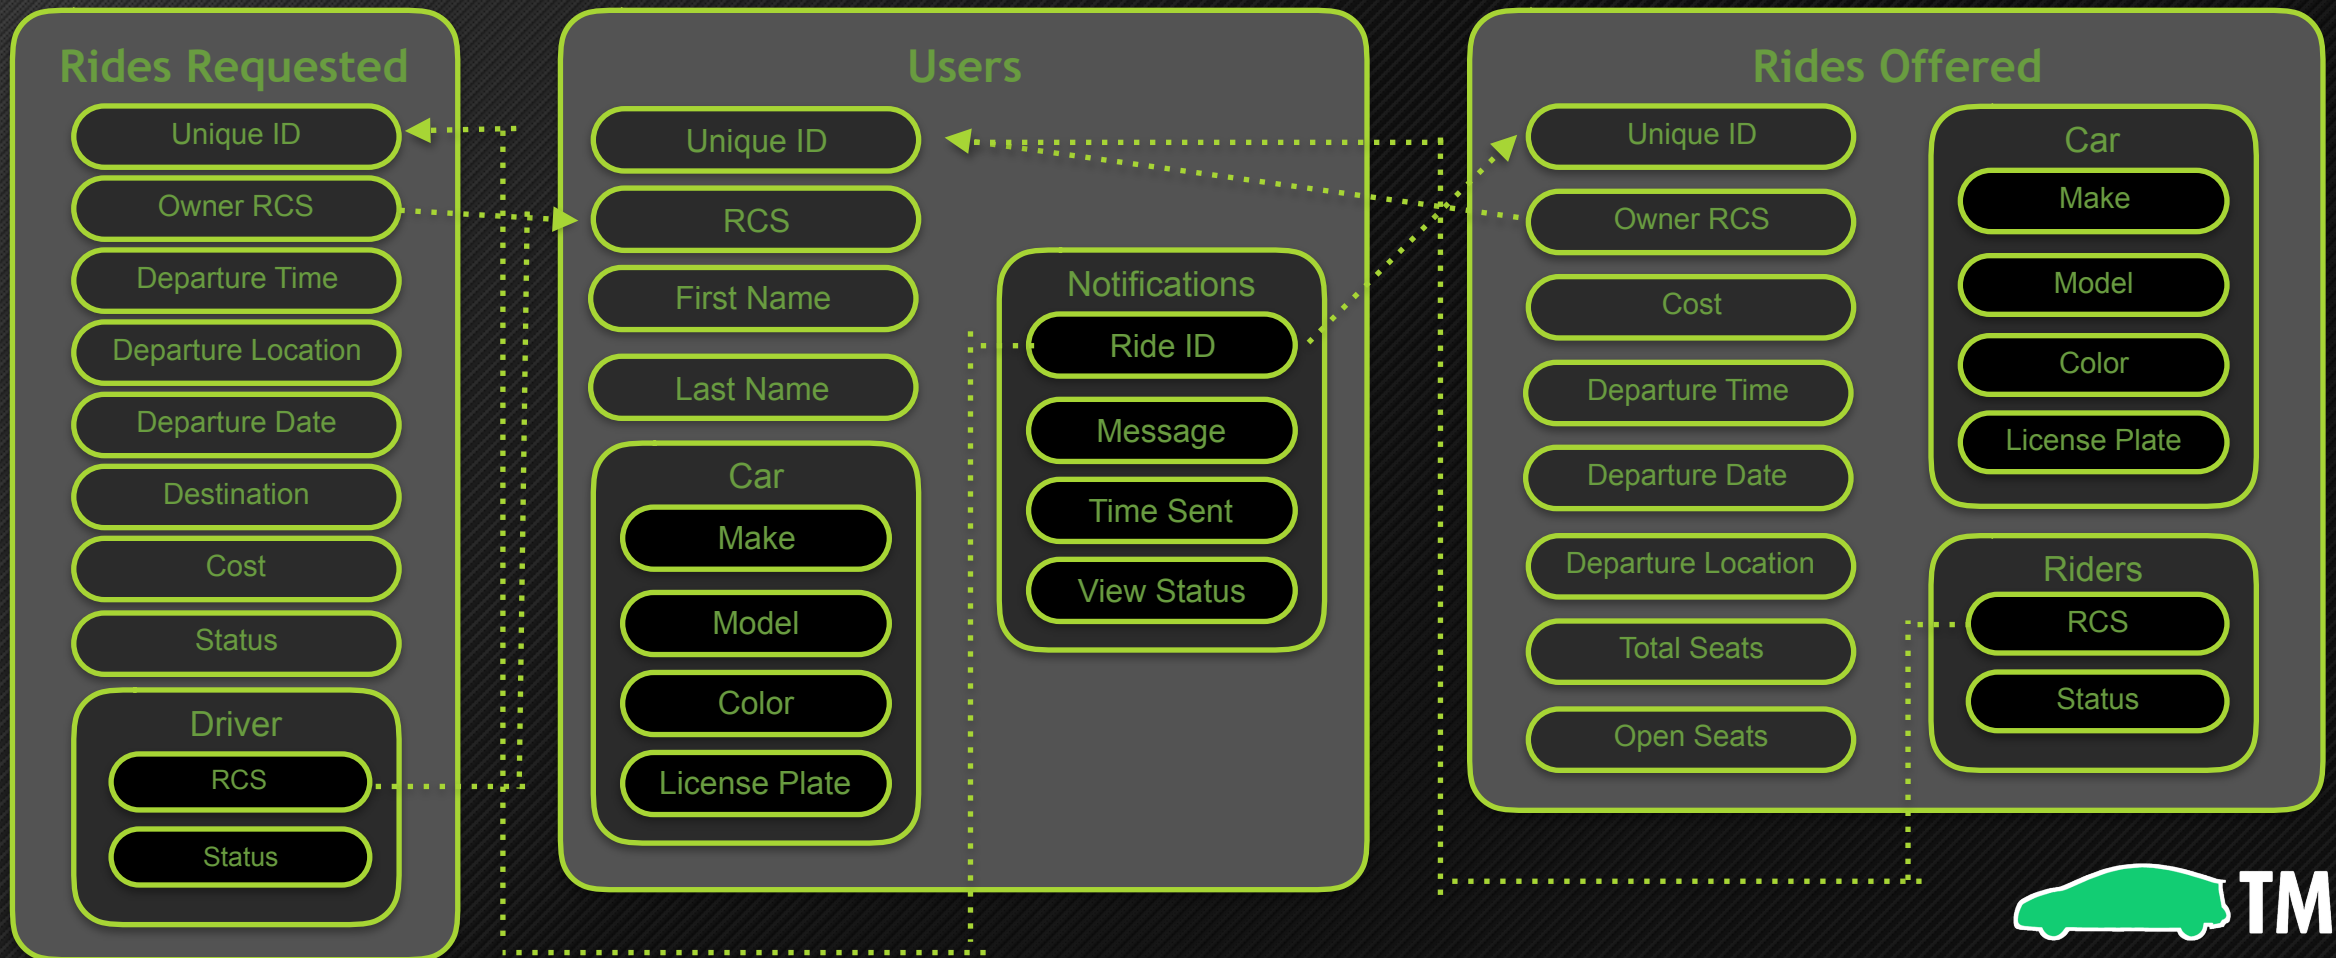 Rides Requested
Unique ID
Owner RCS
Departure Time
Departure Location
Departure Date
Destination
Cost
Status
Driver
RCS
Status
Users
Unique ID
RCS
First Name
Last Name
Car
Make
Model
Color
License Plate
Notifications
Ride ID
Message
Time Sent
View Status
Rides Offered
Unique ID
Owner RCS
Cost
Departure Time
Departure Date
Departure Location
Total Seats
Open Seats
Car
Make
Model
Color
License Plate
Riders
RCS
Status
TM